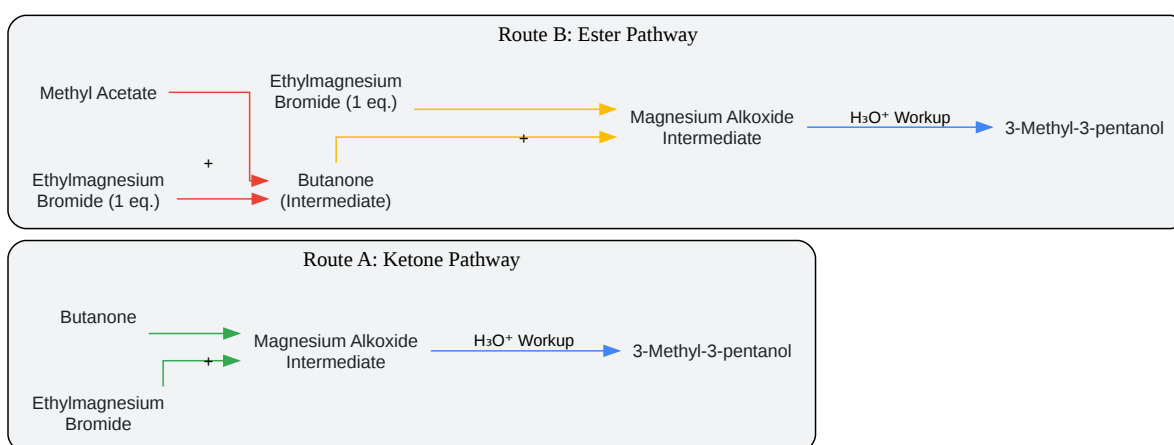 Route B: Ester Pathway
Methyl Acetate
Ethylmagnesium
Bromide (1 eq.)
+
Ethylmagnesium
Bromide (1 eq.)
Butanone
(Intermediate)
+
Magnesium Alkoxide
Intermediate
H₃O⁺ Workup
3-Methyl-3-pentanol
Route A: Ketone Pathway
Butanone
+
Ethylmagnesium
Bromide
Magnesium Alkoxide
Intermediate
H₃O⁺ Workup
3-Methyl-3-pentanol